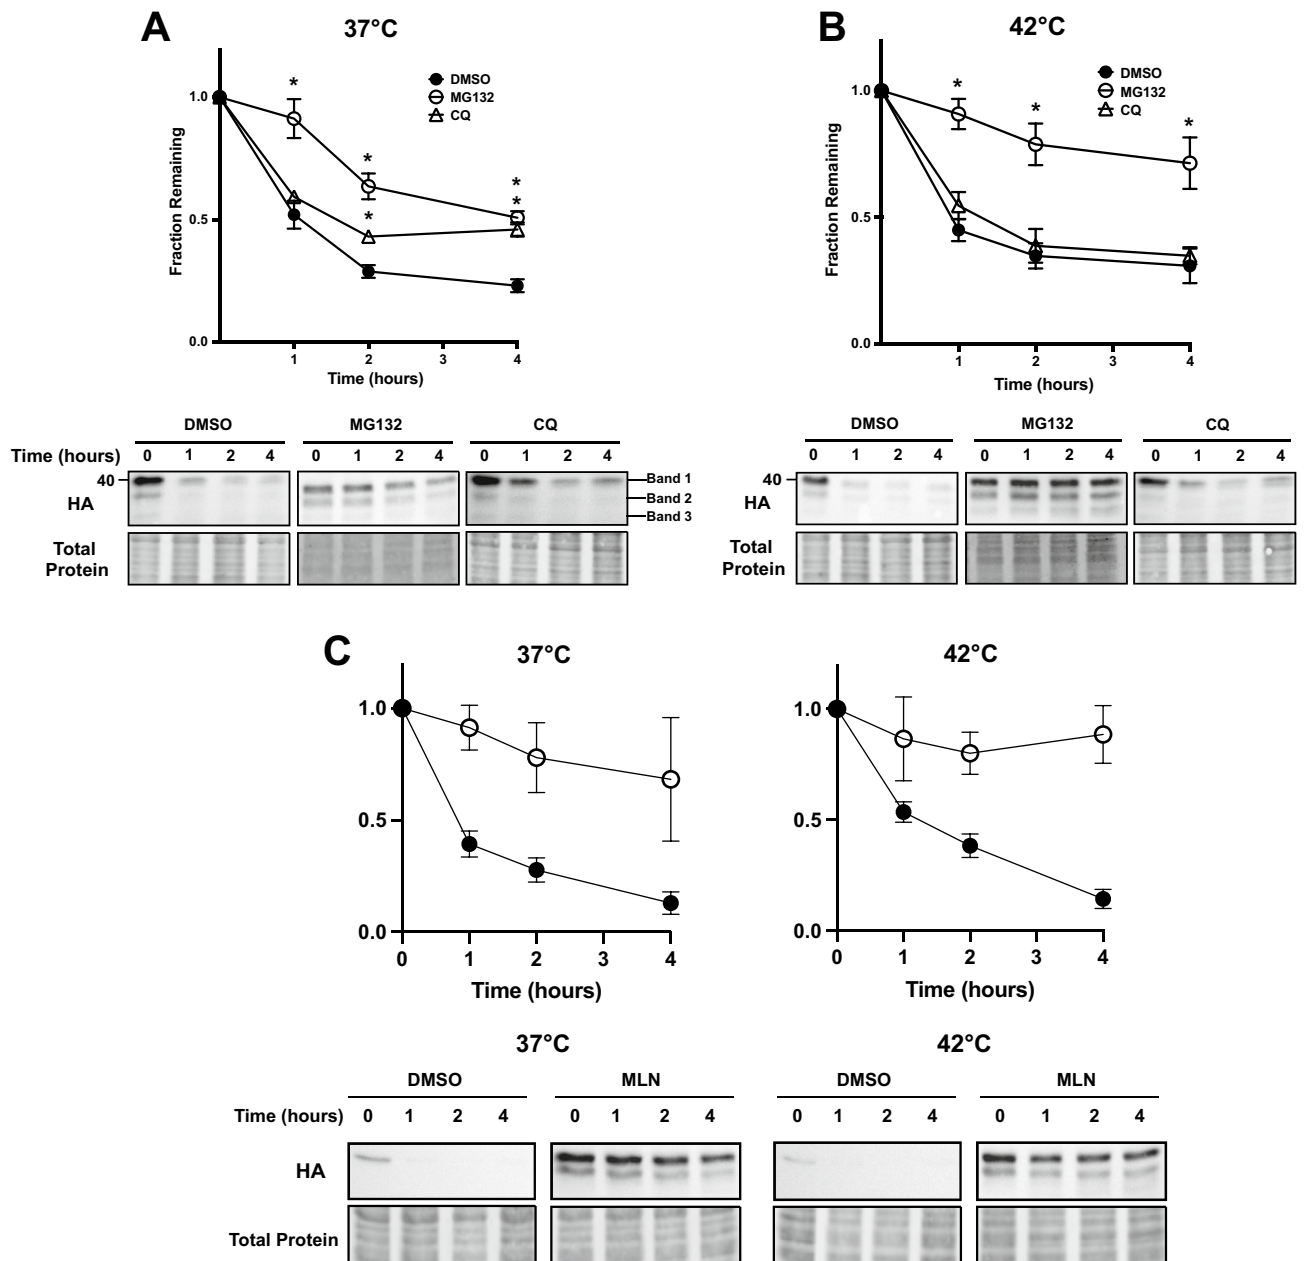 A
37°C
DMSO
MG132
CQ
*
*
*
*
*
1.0
0.5
0.0
Fraction Remaining
1 2 3 4
Time (hours)
B
42°C
DMSO
MG132
CQ
*
*
*
1.0
0.5
0.0
Fraction Remaining
1 2 3 4
Time (hours)
DMSO MG132 CQ
Time (hours) 0 1 2 4 0 1 2 4 0 1 2 4
40
HA
Band 1
Band 2
Band 3
Total
Protein
DMSO MG132 CQ
0 1 2 4 0 1 2 4 0 1 2 4
40
HA
Total
Protein
C
37°C
1.0
0.5
0.0
0 1 2 3 4
Time (hours)
42°C
1.0
0.5
0.0
0 1 2 3 4
Time (hours)
37°C 42°C
DMSO MLN DMSO MLN
Time (hours) 0 1 2 4 0 1 2 4 0 1 2 4 0 1 2 4
HA
Total Protein